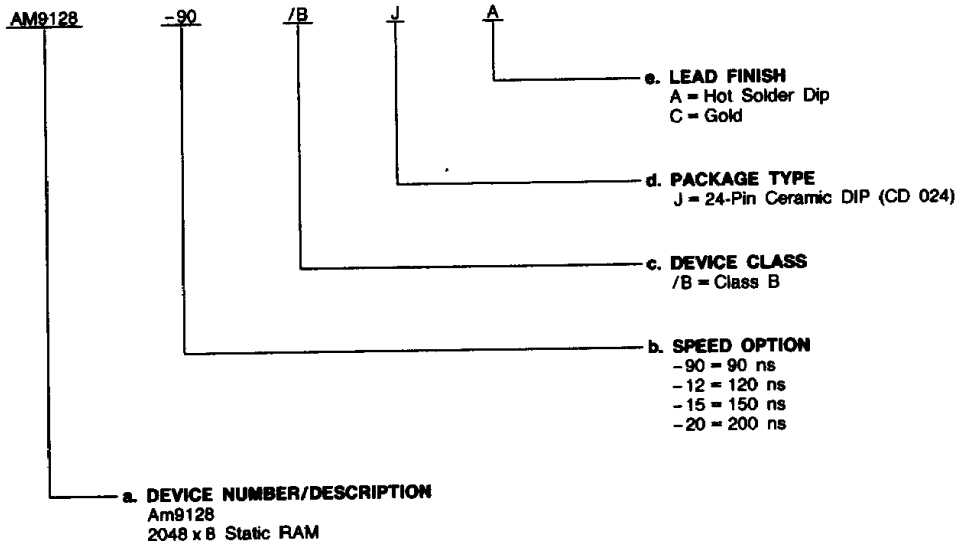 AM9128 -90 /B J A
e. LEAD FINISH
A = Hot Solder Dip
C = Gold
d. PACKAGE TYPE
J = 24-Pin Ceramic DIP (CD 024)
c. DEVICE CLASS
/B = Class B
b. SPEED OPTION
-90 = 90 ns
-12 = 120 ns
-15 = 150 ns
-20 = 200 ns
a. DEVICE NUMBER/DESCRIPTION
Am9128
2048 x 8 Static RAM